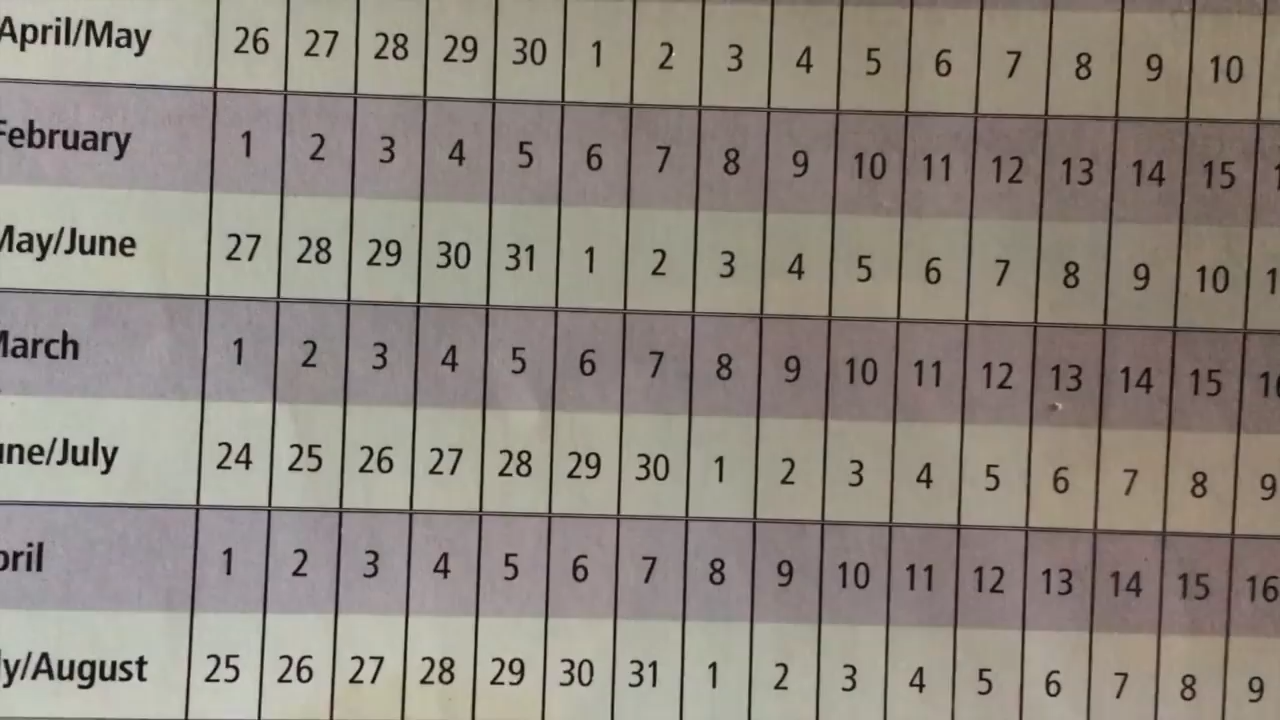 April/May 26 27 28 29 30 1 2 3 4 5 6 7 8 9 10
February 1 2 3 4 5 6 7 8 9 10 11 12 13 14 15
May/June 27 28 29 30 31 1 2 3 4 5 6 7 8 9 10
March 1 2 3 4 5 6 7 8 9 10 11 12 13 14 15
une/July 24 25 26 27 28 29 30 1 2 3 4 5 6 7 8 9
pril 1 2 3 4 5 6 7 8 9 10 11 12 13 14 15 16
ly/August 25 26 27 28 29 30 31 1 2 3 4 5 6 7 8 9